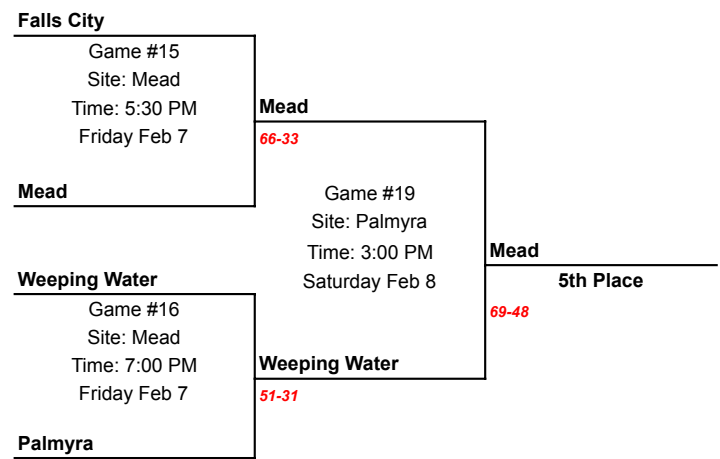 Falls City
Game #15
Site: Mead
Time: 5:30 PM
Friday Feb 7
Mead
66-33
Mead
Game #19
Site: Palmyra
Time: 3:00 PM
Saturday Feb 8
Mead
5th Place
69-48
Weeping Water
Game #16
Site: Mead
Time: 7:00 PM
Friday Feb 7
Weeping Water
51-31
Palmyra